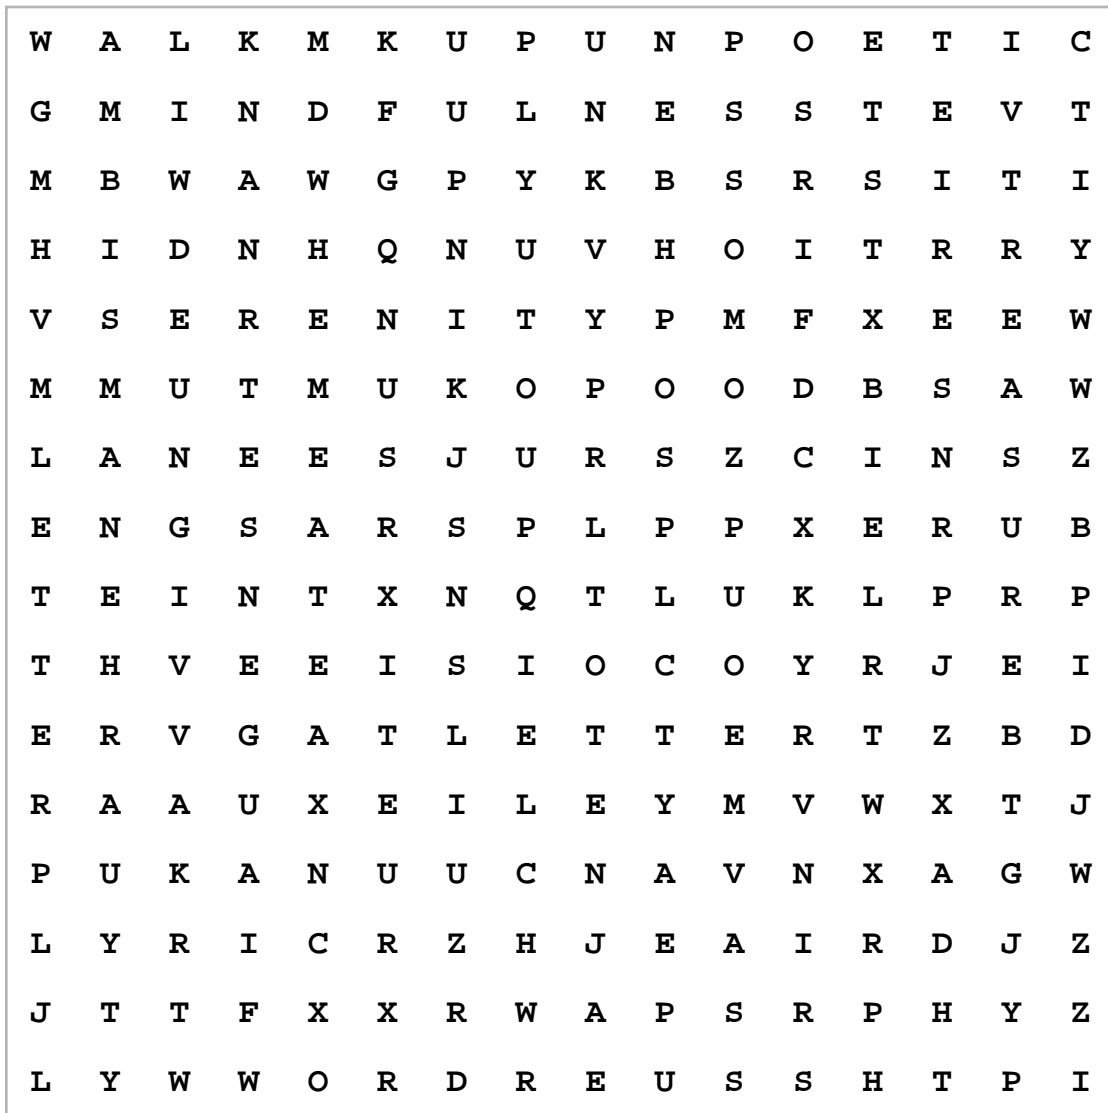 W A L K M K U P U N P O E T I C
G M I N D F U L N E S S T E V T
M B W A W G P Y K B S R S I T I
H I D N H Q N U V H O I T R R Y
V S E R E N I T Y P M F X E E W
M M U T M U K O P O O D B S A W
L A N E E S J U R S Z C I N S Z
E N G S A R S P L P P X E R U B
T E I N T X N Q T L U K L P R P
T H V E E I S I O C O Y R J E I
E R V G A T L E T T E R T Z B D
R A A U X E I L E Y M V W X T J
P U K A N U U C N A V N X A G W
L Y R I C R Z H J E A I R D J Z
J T T F X X R W A P S R P H Y Z
L Y W W O R D R E U S S H T P I